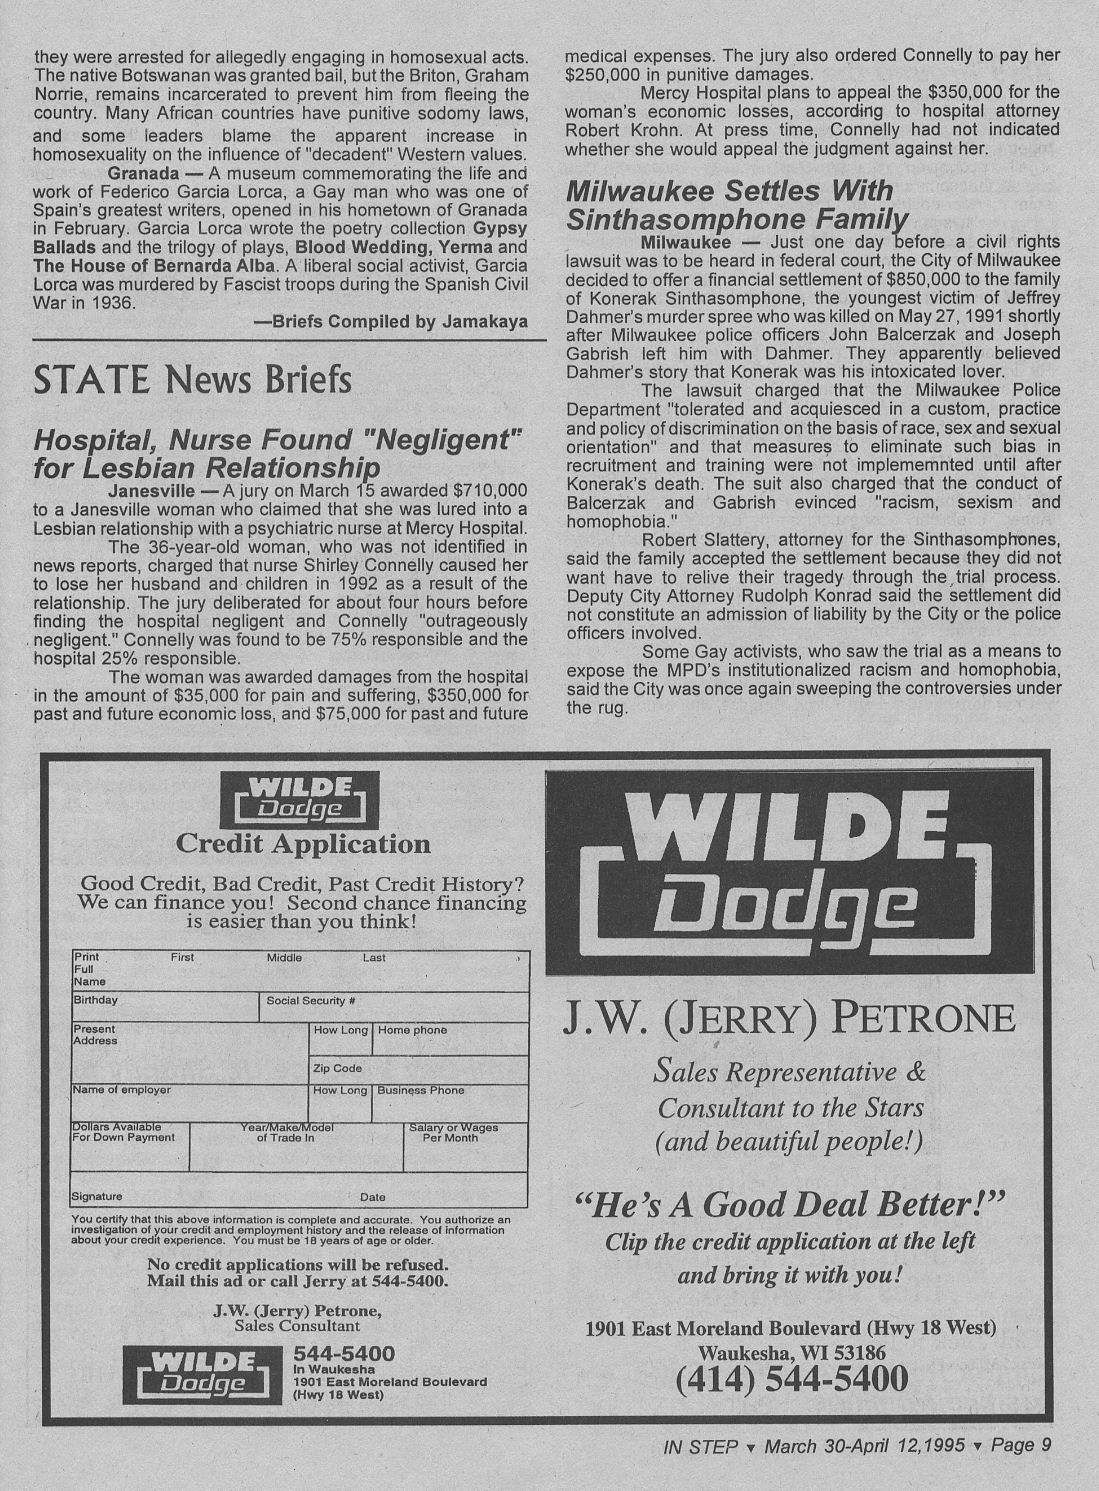 they were arrested for allegedly engaging in homosexual acts.
The native Botswanan was granted bail, but the Briton, Graham
Norrie, remains incarcerated to prevent him from fleeing the
country. Many African countries have punitive sodomy laws,
and some leaders blame the apparent increase in
homosexuality on the influence of "decadent" Western values.
Granada — A museum commemorating the life and
work of Federico Garcia Lorca, a Gay man who was one of
Spain's greatest writers, opened in his hometown of Granada
in February. Garcia Lorca wrote the poetry collection Gypsy
Ballads and the trilogy of plays, Blood Wedding, Yerma and
The House of Bernarda Alba. A liberal social activist, Garcia
Lorca was murdered by Fascist troops during the Spanish Civil
War in 1936.
—Briefs Compiled by Jamakaya
STATE News Briefs
Hospital, Nurse Found "Negligent"
for Lesbian Relationship
Janesville — A jury on March 15 awarded $710,000
to a Janesville woman who claimed that she was lured into a
Lesbian relationship with a psychiatric nurse at Mercy Hospital.
The 36-year-old woman, who was not identified in
news reports, charged that nurse Shirley Connelly caused her
to lose her husband and children in 1992 as a result of the
relationship. The jury deliberated for about four hours before
finding the hospital negligent and Connelly "outrageously
negligent." Connelly was found to be 75% responsible and the
hospital 25% responsible.
The woman was awarded damages from the hospital
in the amount of $35,000 for pain and suffering, $350,000 for
past and future economic loss, and $75,000 for past and future
medical expenses. The jury also ordered Connelly to pay her
$250,000 in punitive damages.
Mercy Hospital plans to appeal the $350,000 for the
woman's economic losses, according to hospital attorney
Robert Krohn. At press time, Connelly had not indicated
whether she would appeal the judgment against her.
Milwaukee Settles With
Sinthasomphone Family
Milwaukee — Just one day before a civil rights
lawsuit was to be heard in federal court, the City of Milwaukee
decided to offer a financial settlement of $850,000 to the family
of Konerak Sinthasomphone, the youngest victim of Jeffrey
Dahmer's murder spree who was killed on May 27, 1991 shortly
after Milwaukee police officers John Balcerzak and Joseph
Gabrish left him with Dahmer. They apparently believed
Dahmer's story that Konerak was his intoxicated lover.
The lawsuit charged that the Milwaukee Police
Department "tolerated and acquiesced in a custom, practice
and policy of discrimination on the basis of race, sex and sexual
orientation" and that measures to eliminate such bias in
recruitment and training were not implememnted until after
Konerak's death. The suit also charged that the conduct of
Balcerzak and Gabrish evinced "racism, sexism and
homophobia."
Robert Slattery, attorney for the Sinthasomphones,
said the family accepted the settlement because they did not
want have to relive their tragedy through the trial process.
Deputy City Attorney Rudolph Konrad said the settlement did
not constitute an admission of liability by the City or the police
officers involved.
Some Gay activists, who saw the trial as a means to
expose the MPD's institutionalized racism and homophobia,
said the City was once again sweeping the controversies under
the rug.
WILDE
Dodge
Credit Application
Good Credit, Bad Credit, Past Credit History?
We can finance you! Second chance financing
is easier than you think!
Print First Middle Last
Full
Name
Birthday Social Security #
Present How Long Home phone
Address
Zip Code
Name of employer How Long Business Phone
Dollars Available Year/Make/Model Salary or Wages
For Down Payment of Trade In Per Month
Signature Date
You certify that this above information is complete and accurate. You authorize an
investigation of your credit and employment history and the release of information
about your credit experience. You must be 18 years of age or older.
No credit applications will be refused.
Mail this ad or call Jerry at 544-5400.
J.W. (Jerry) Petrone,
Sales Consultant
WILDE
Dodge
544-5400
In Waukesha
1901 East Moreland Boulevard
(Hwy 18 West)
WILDE
Dodge
J.W. (JERRY) PETRONE
Sales Representative &
Consultant to the Stars
(and beautiful people!)
"He's A Good Deal Better!"
Clip the credit application at the left
and bring it with you!
1901 East Moreland Boulevard (Hwy 18 West)
Waukesha, WI 53186
(414) 544-5400
IN STEP ▼ March 30-April 12,1995 ▼ Page 9